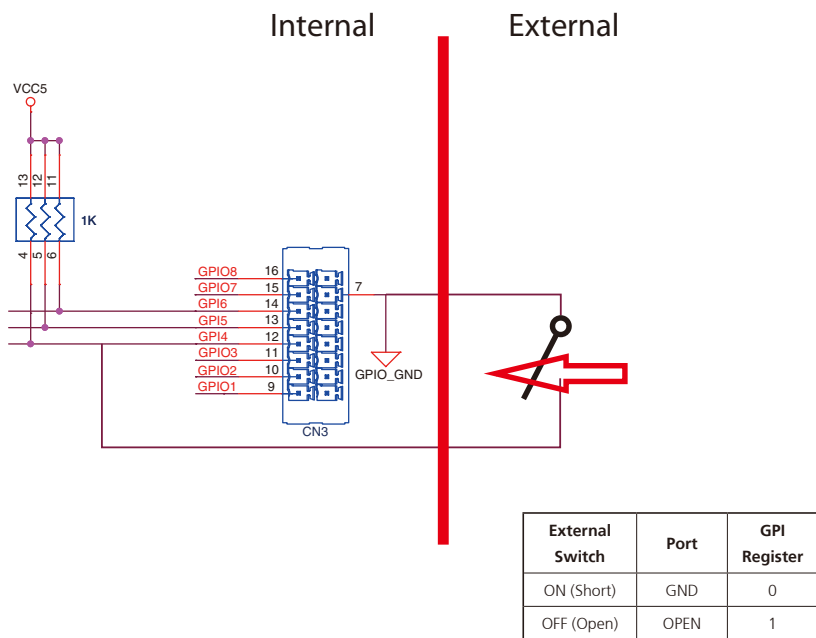 Internal External
VCC5
13 12 11
1K
4 5 6
GPIO8 16
GPIO7 15 7
GPI6 14
GPI5 13
GPI4 12
GPIO3 11
GPIO_GND
GPIO2 10
GPIO1 9
CN3
External Switch Port GPI Register
ON (Short) GND 0
OFF (Open) OPEN 1